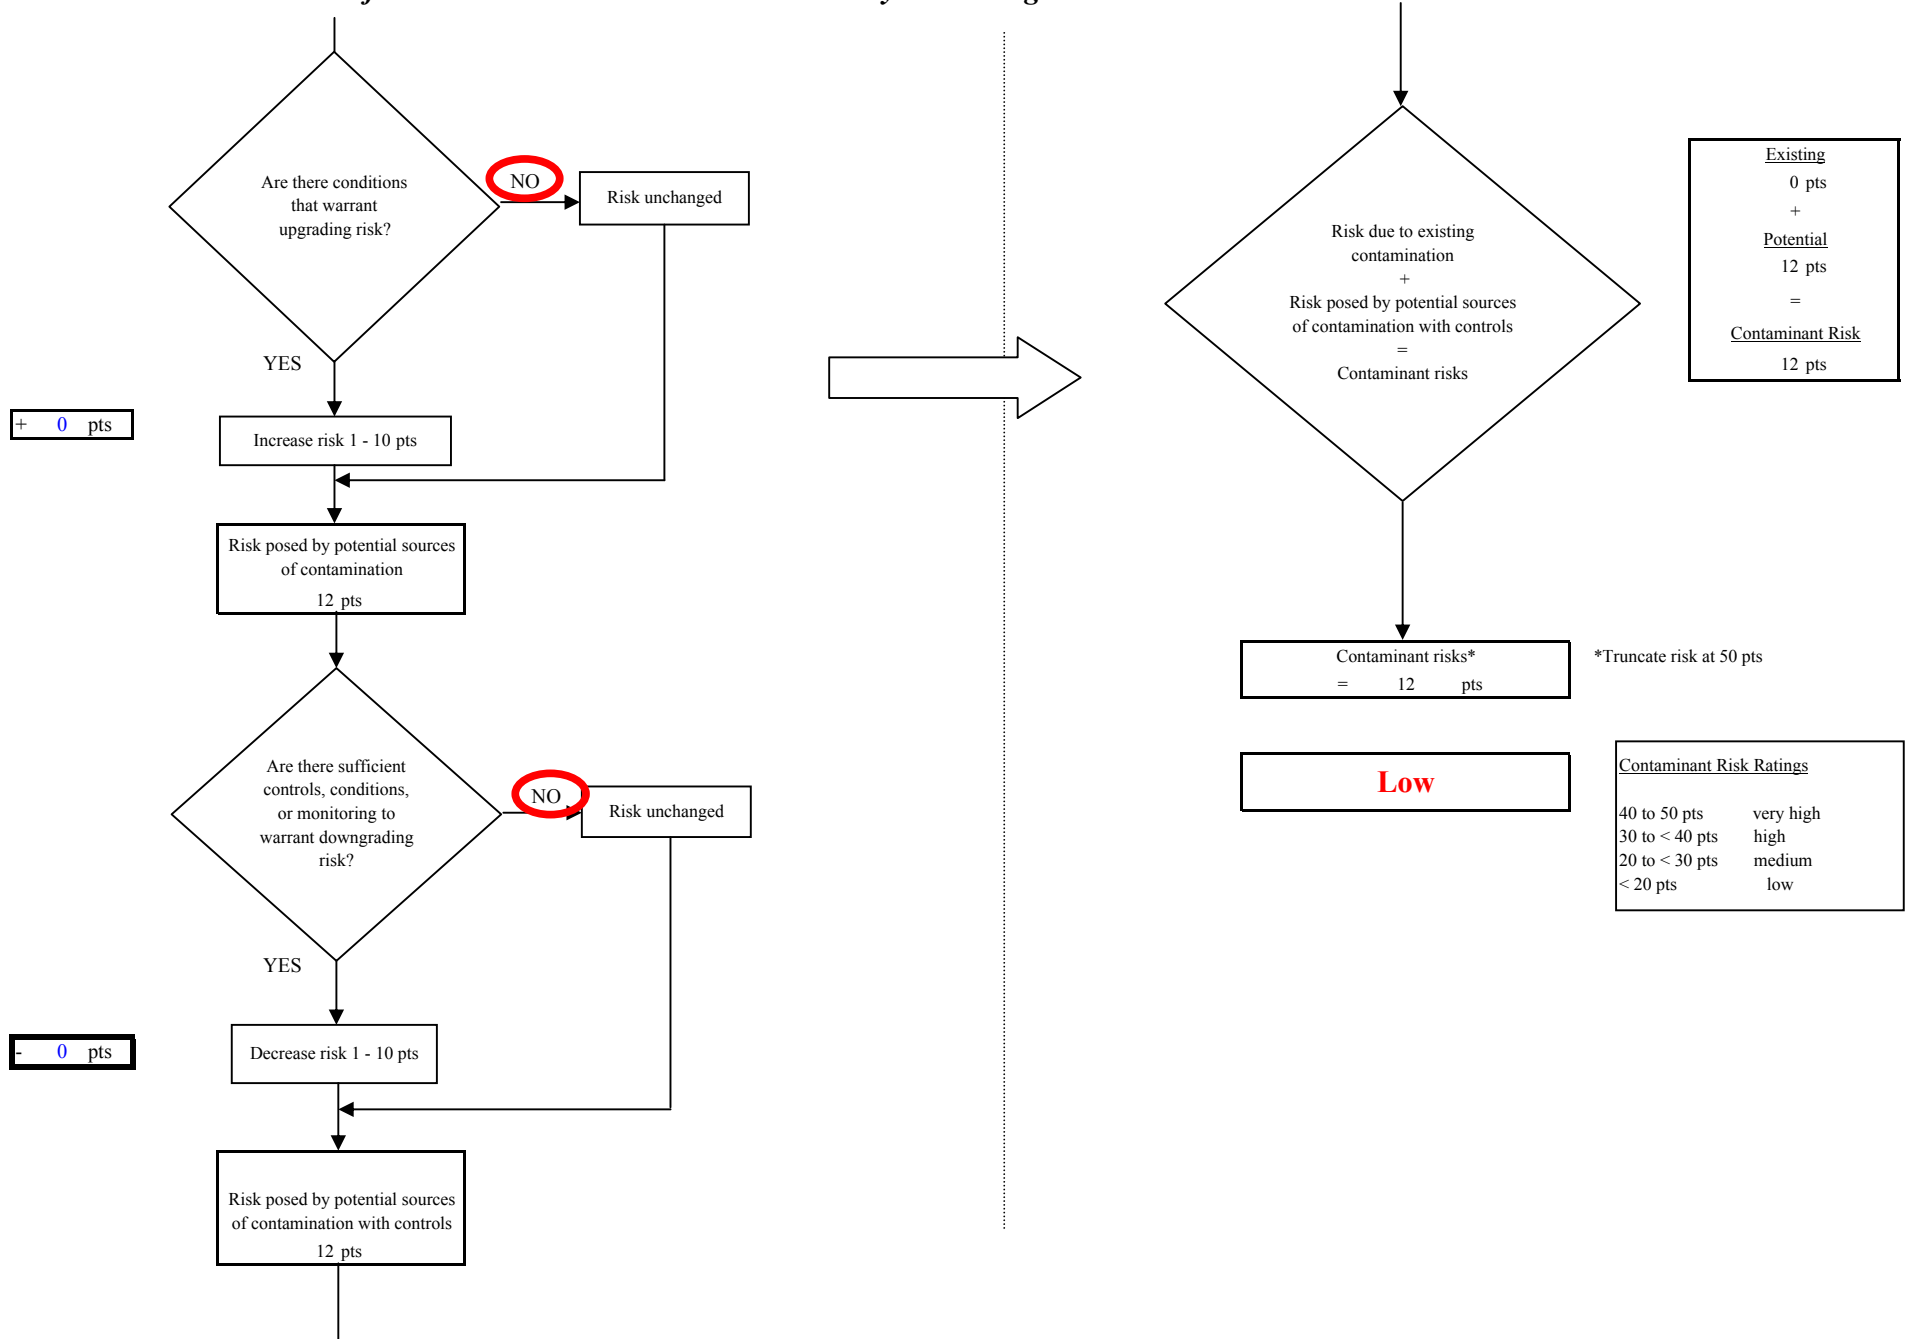 Are there conditions
that warrant
upgrading risk?
NO
Risk unchanged
YES
+ 0 pts
Increase risk 1 - 10 pts
Risk posed by potential sources
of contamination
12 pts
Are there sufficient
controls, conditions,
or monitoring to
warrant downgrading
risk?
NO
Risk unchanged
YES
- 0 pts
Decrease risk 1 - 10 pts
Risk posed by potential sources
of contamination with controls
12 pts
Risk due to existing
contamination
+
Risk posed by potential sources
of contamination with controls
=
Contaminant risks
Existing
0 pts
+
Potential
12 pts
=
Contaminant Risk
12 pts
Contaminant risks*
= 12 pts
*Truncate risk at 50 pts
Low
Contaminant Risk Ratings
40 to 50 pts very high
30 to < 40 pts high
20 to < 30 pts medium
< 20 pts low